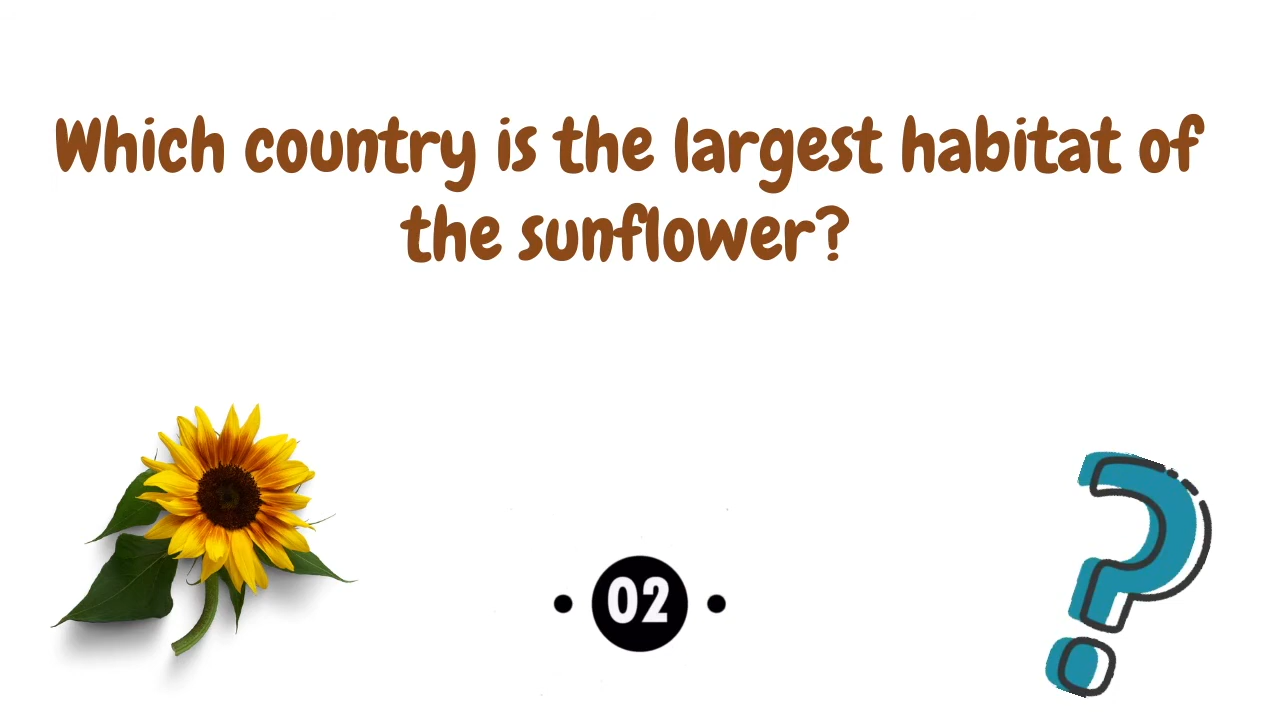 Which country is the largest habitat of
the sunflower?
02